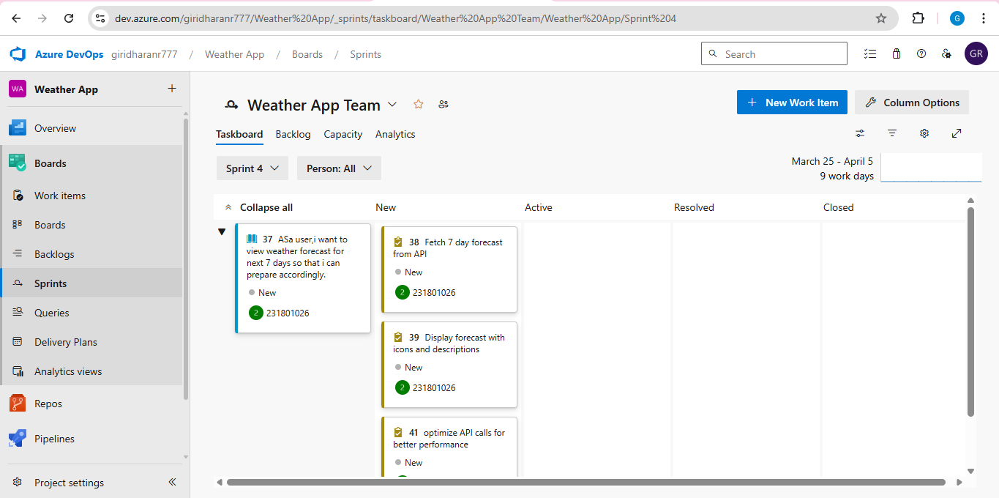 dev.azure.com/giridharanr777/Weather%20App/_sprints/taskboard/Weather%20App%20Team/Weather%20App/Sprint%204
G
Azure DevOps giridharanr777 / Weather App / Boards / Sprints
Search
GR
WA Weather App
Overview
Boards
Work items
Boards
Backlogs
Sprints
Queries
Delivery Plans
Analytics views
Repos
Pipelines
Project settings
Weather App Team
New Work Item
Column Options
Taskboard Backlog Capacity Analytics
Sprint 4
Person: All
March 25 - April 5
9 work days
Collapse all New Active Resolved Closed
37 ASa user,i want to
view weather forecast for
next 7 days so that i can
prepare accordingly.
New
2 231801026
38 Fetch 7 day forecast
from API
New
2 231801026
39 Display forecast with
icons and descriptions
New
2 231801026
41 optimize API calls for
better performance
New